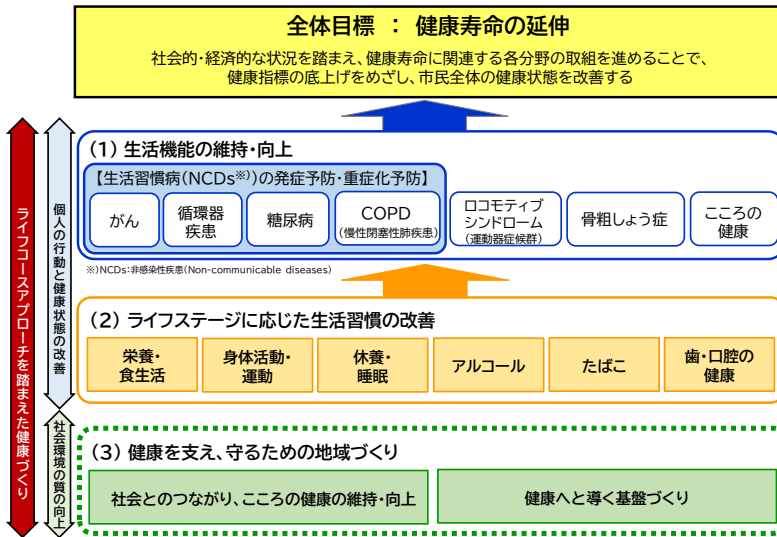 全体目標 ： 健康寿命の延伸
社会的・経済的な状況を踏まえ、健康寿命に関連する各分野の取組を進めることで、
健康指標の底上げをめざし、市民全体の健康状態を改善する
ライフコースアプローチを踏まえた健康づくり
個人の行動と健康状態の改善
社会環境の質の向上
(1) 生活機能の維持・向上
【生活習慣病(NCDs※))の発症予防・重症化予防】
がん
循環器
疾患
糖尿病
COPD
(慢性閉塞性肺疾患)
ロコモティブ
シンドローム
(運動器症候群)
骨粗しょう症
こころの
健康
※)NCDs:非感染性疾患(Non-communicable diseases)
(2) ライフステージに応じた生活習慣の改善
栄養・
食生活
身体活動・
運動
休養・
睡眠
アルコール
たばこ
歯・口腔の
健康
(3) 健康を支え、守るための地域づくり
社会とのつながり、こころの健康の維持・向上
健康へと導く基盤づくり